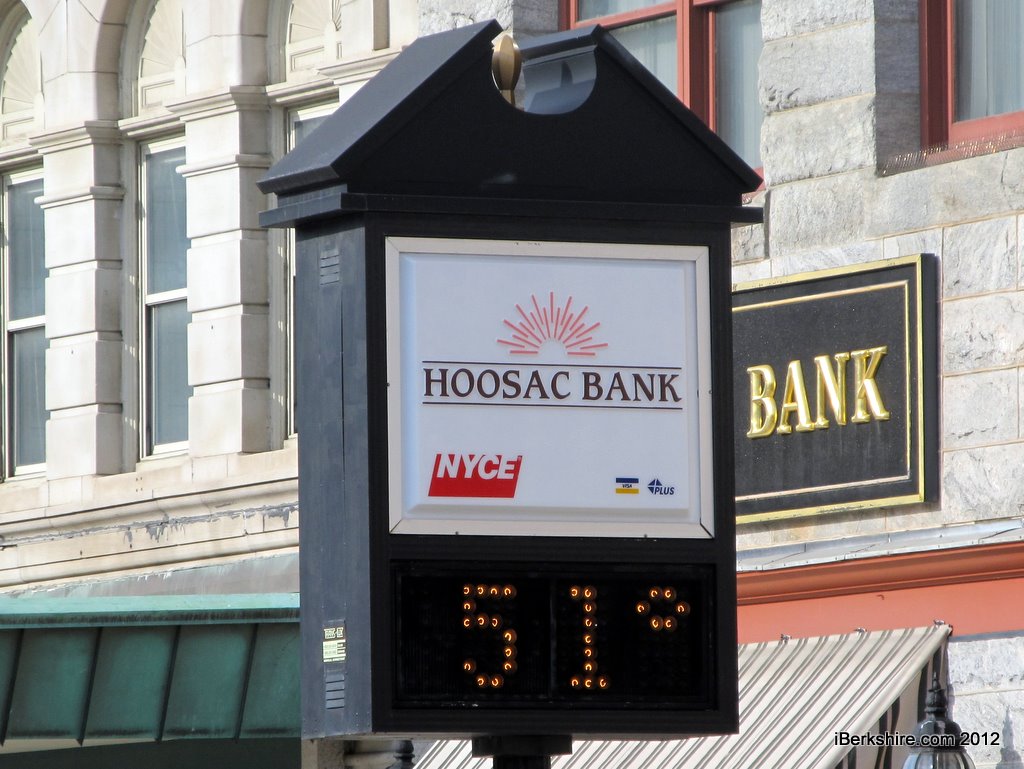 HOOSAC BANK
NYCE
VISA
PLUS
BANK
51°
iBerkshire.com 2012